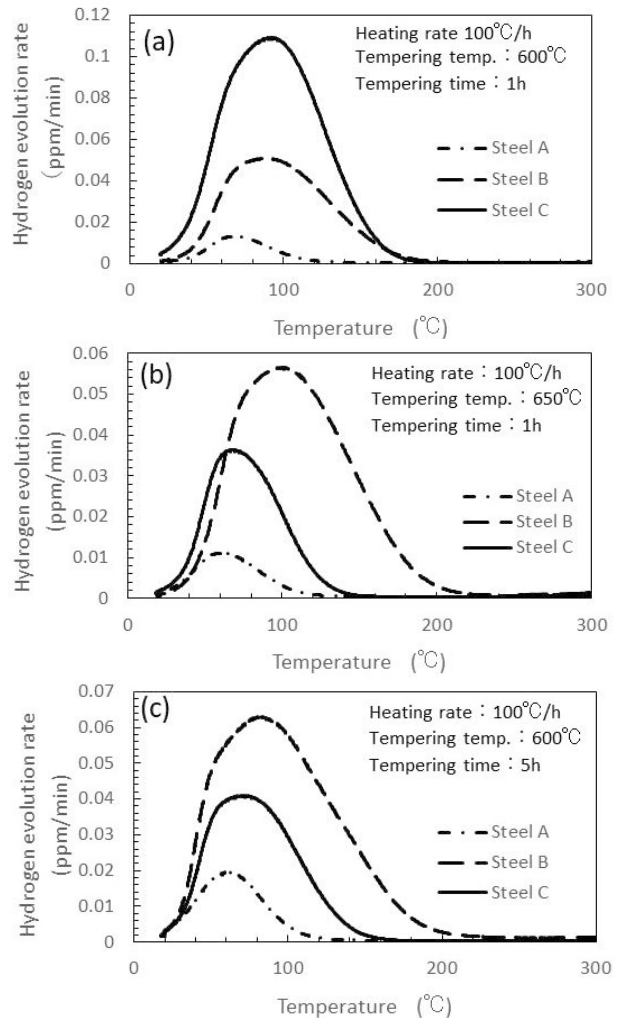 (a)
Heating rate 100℃/h
Tempering temp.：600℃
Tempering time：1h
Steel A
Steel B
Steel C
Hydrogen evolution rate
(ppm/min)
0.12
0.1
0.08
0.06
0.04
0.02
0
0 100 200 300
Temperature (℃)
(b)
Heating rate：100℃/h
Tempering temp.：650℃
Tempering time：1h
Steel A
Steel B
Steel C
Hydrogen evolution rate
(ppm/min)
0.06
0.05
0.04
0.03
0.02
0.01
0
0 100 200 300
Temperature (℃)
(c)
Heating rate：100℃/h
Tempering temp.：600℃
Tempering time：5h
Steel A
Steel B
Steel C
Hydrogen evolution rate
(ppm/min)
0.07
0.06
0.05
0.04
0.03
0.02
0.01
0
0 100 200 300
Temperature (℃)